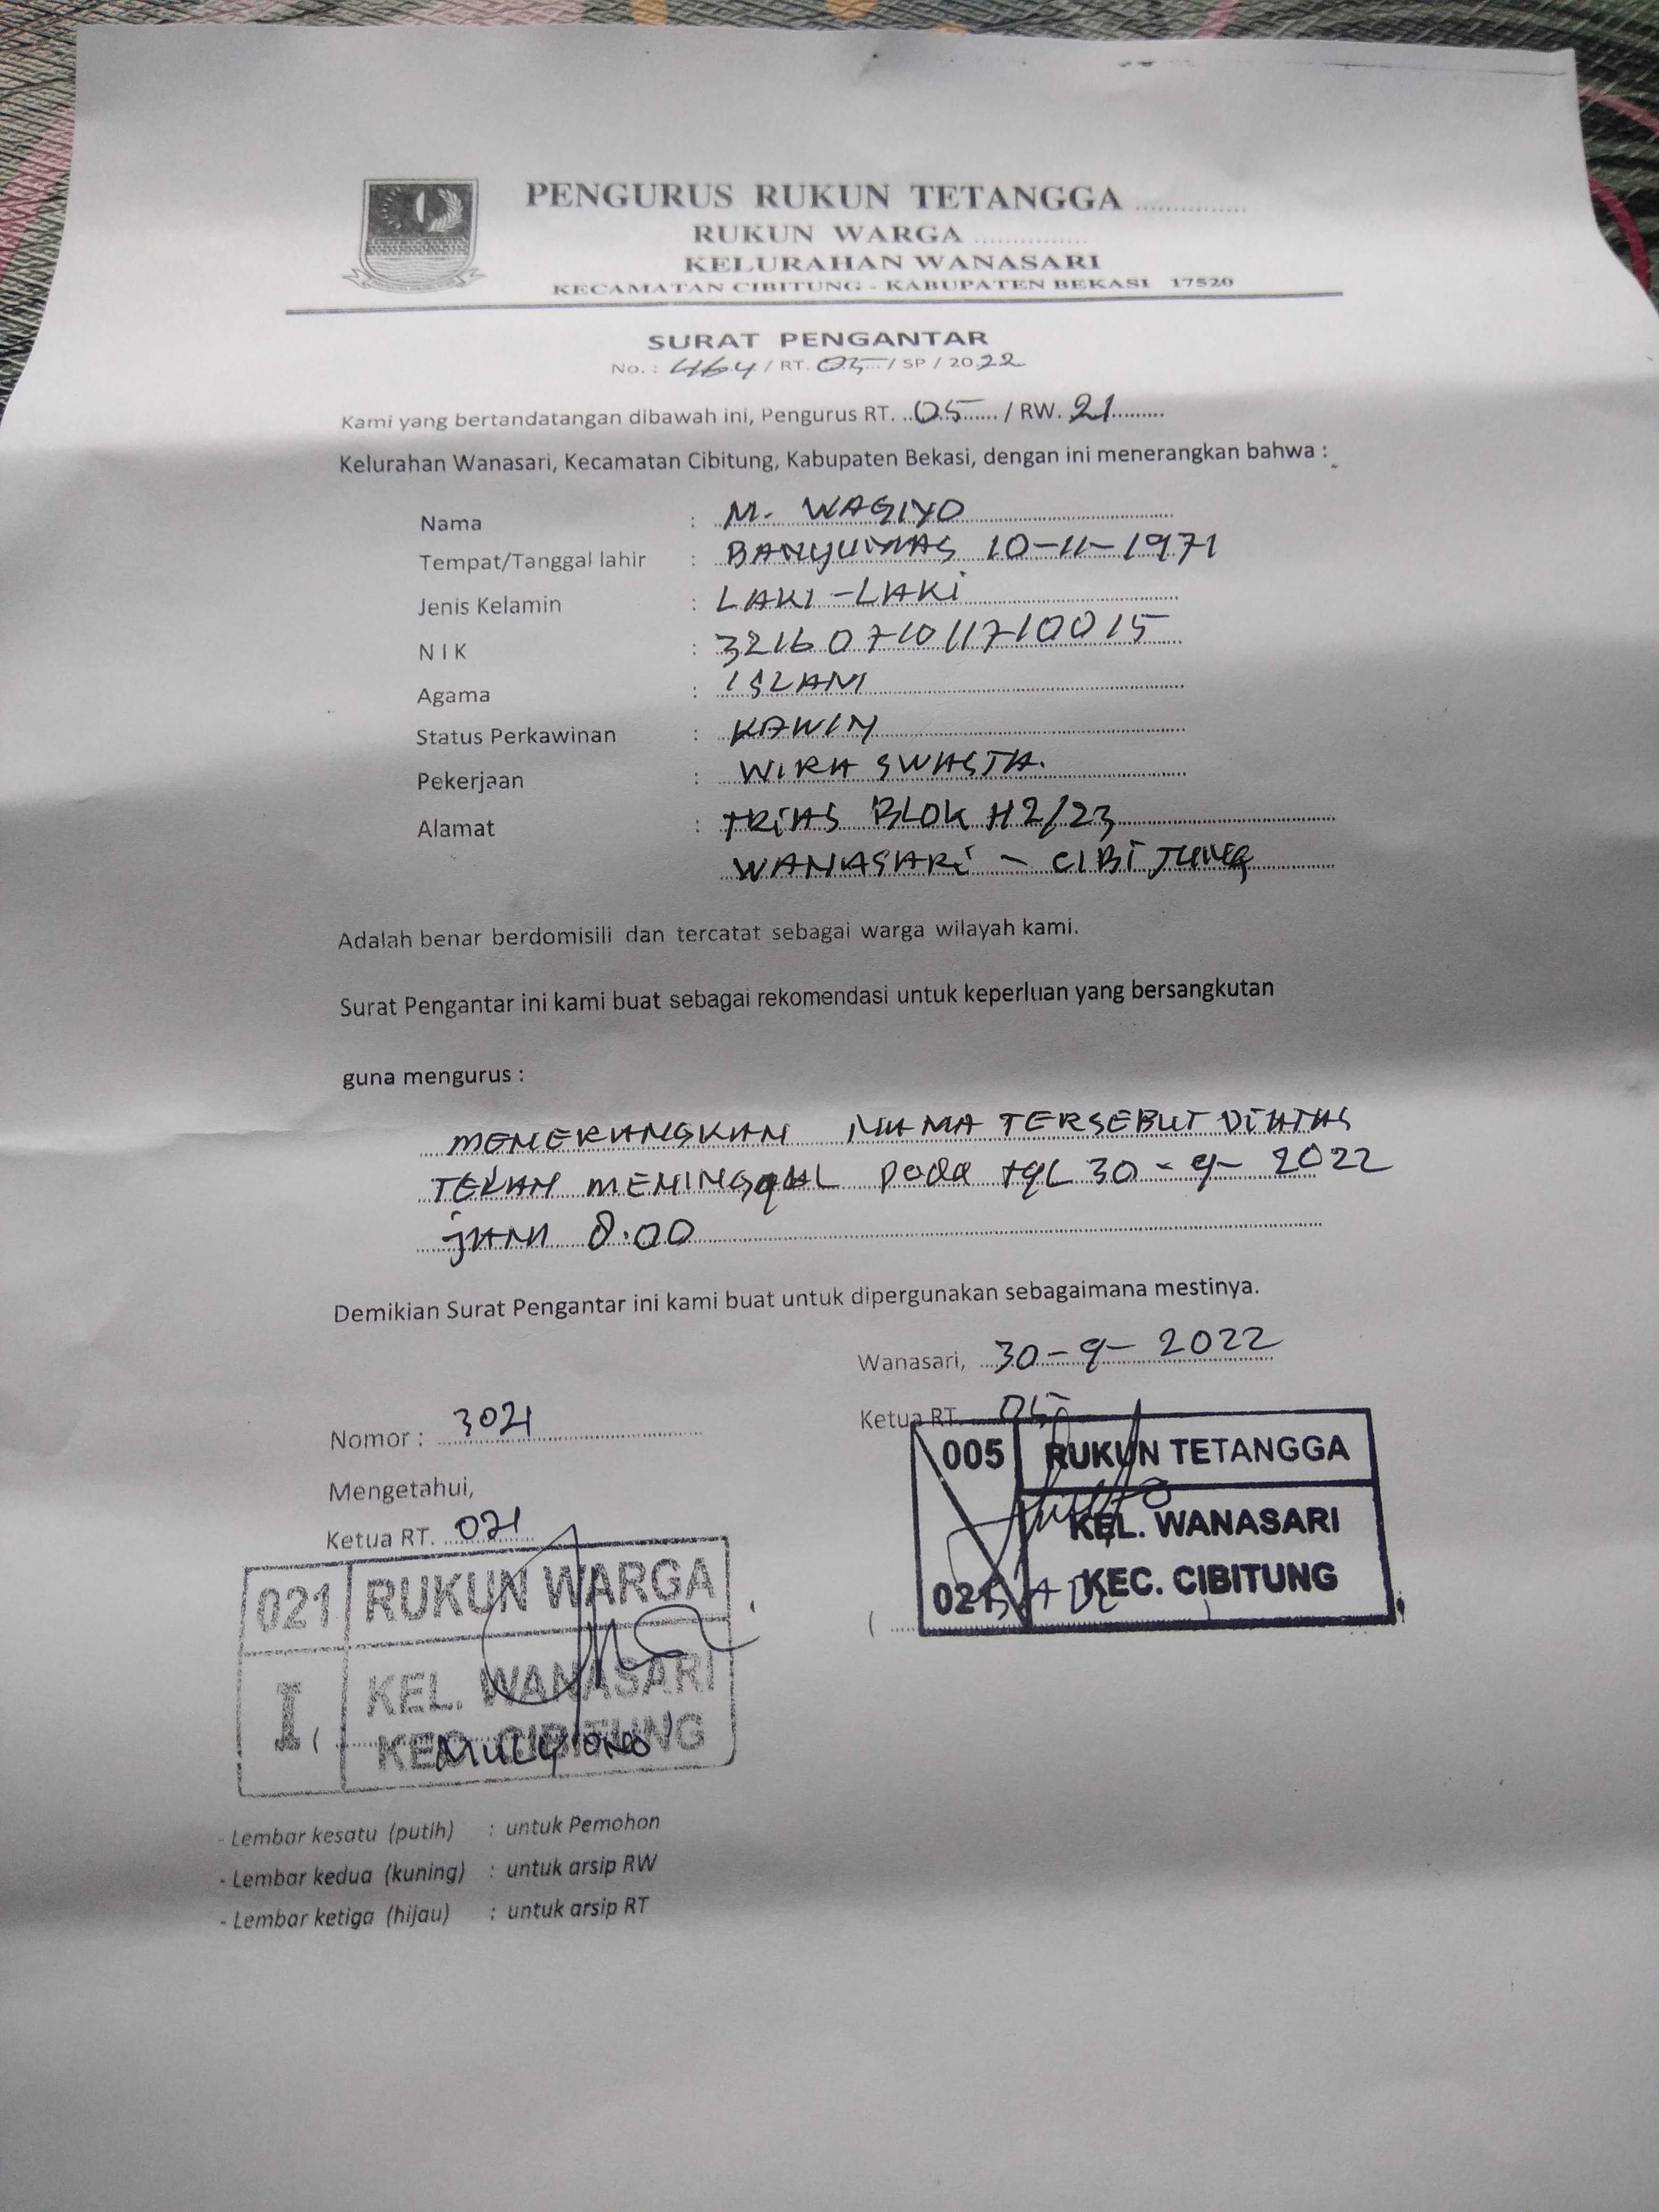 PENGURUS RUKUN TETANGGA ...............
RUKUN WARGA ...............
KELURAHAN WANASARI
KECAMATAN CIBITUNG - KABUPATEN BEKASI 17520
SURAT PENGANTAR
No. : 464 / RT. 05 / SP / 2022
Kami yang bertandatangan dibawah ini, Pengurus RT. 05 / RW. 21
Kelurahan Wanasari, Kecamatan Cibitung, Kabupaten Bekasi, dengan ini menerangkan bahwa :
Nama : M. WAGIYO
Tempat/Tanggal lahir : BANYUMAS 10-11-1971
Jenis Kelamin : LAKI-LAKI
N I K : 3216071011710015
Agama : ISLAM
Status Perkawinan : KAWIN
Pekerjaan : WIRA SWASTA.
Alamat : TRIAS BLOK H2/23
WANASARI - CIBITUNG
Adalah benar berdomisili dan tercatat sebagai warga wilayah kami.
Surat Pengantar ini kami buat sebagai rekomendasi untuk keperluan yang bersangkutan
guna mengurus :
MENERANGKAN NAMA TERSEBUT DIATAS
TELAH MENINGGAL pada tgl 30-9-2022
jAM 8.00
Demikian Surat Pengantar ini kami buat untuk dipergunakan sebagaimana mestinya.
Wanasari, 30-9-2022
Nomor : 3021
Ketua RT. 05
Mengetahui,
Ketua RT. 021
005 RUKUN TETANGGA
021 KEL. WANASARI
KEC. CIBITUNG
021 RUKUN WARGA
I KEL. WANASARI
KEC. CIBITUNG
MULYONO
- Lembar kesatu (putih) : untuk Pemohon
- Lembar kedua (kuning) : untuk arsip RW
- Lembar ketiga (hijau) : untuk arsip RT